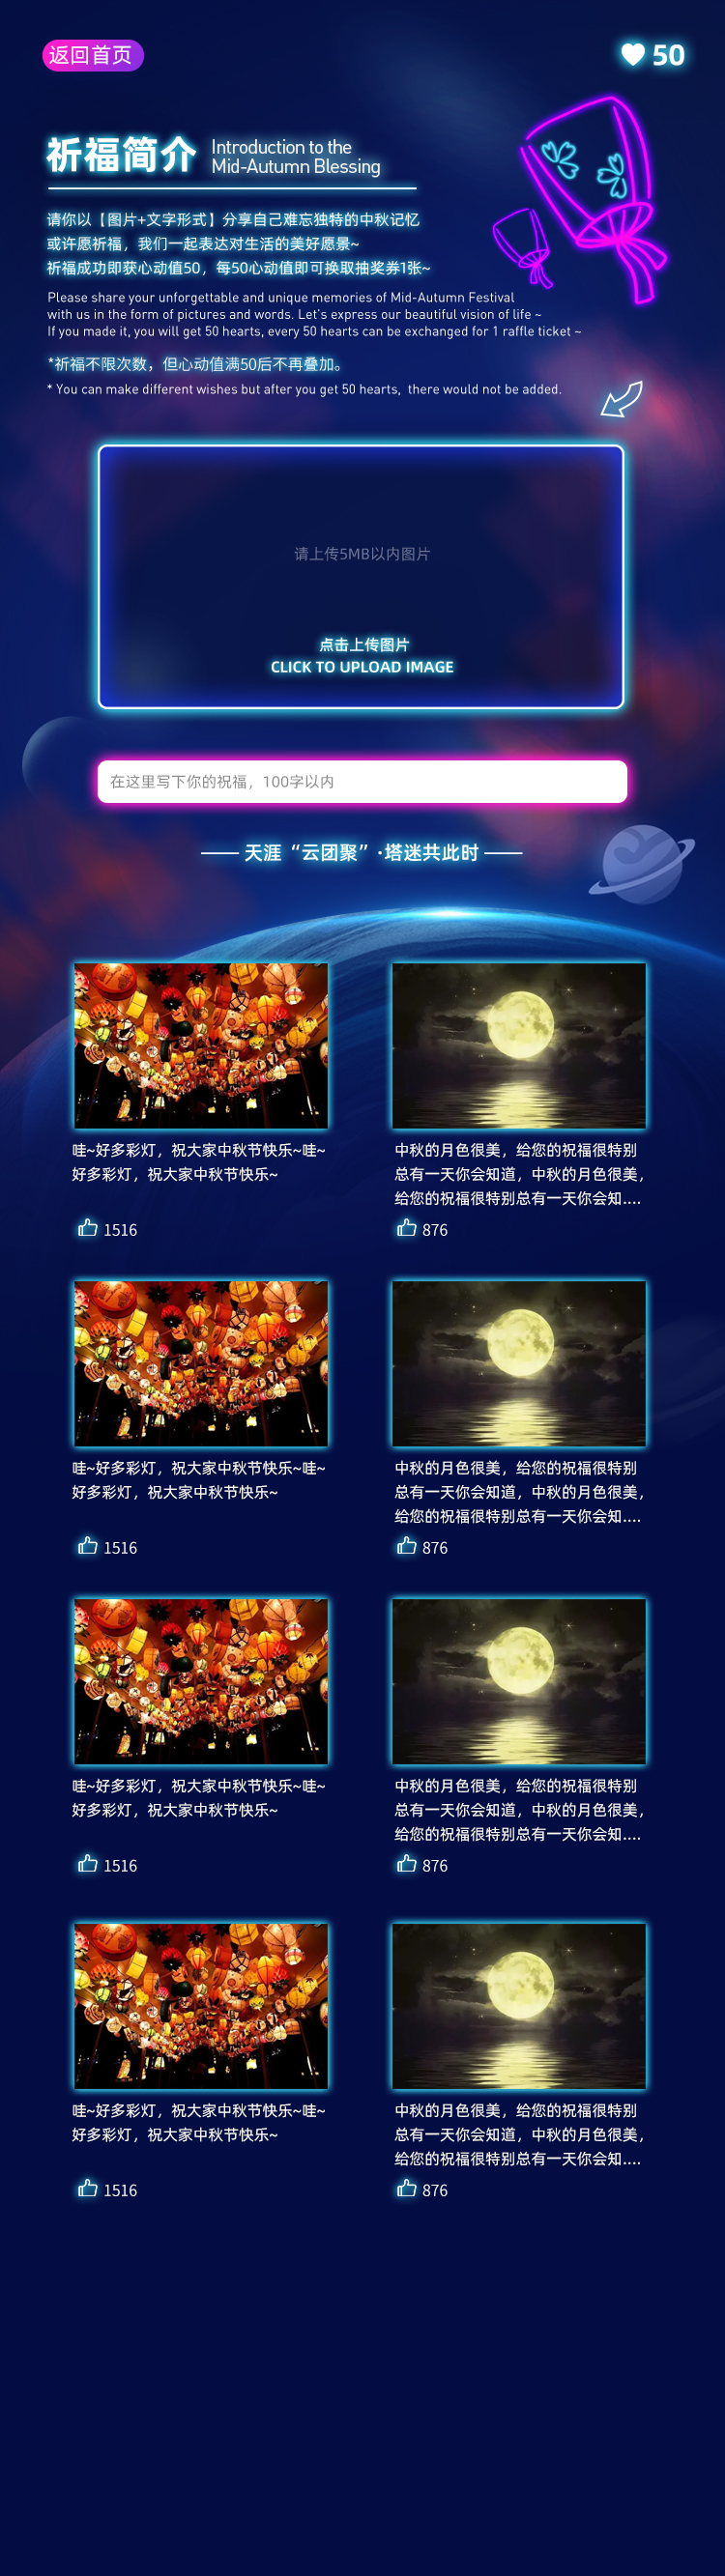 返回首页
50
祈福简介
Introduction to the
Mid-Autumn Blessing
请你以【图片+文字形式】分享自己难忘独特的中秋记忆
或许愿祈福，我们一起表达对生活的美好愿景~
祈福成功即获心动值50，每50心动值即可换取抽奖券1张~
Please share your unforgettable and unique memories of Mid-Autumn Festival
with us in the form of pictures and words. Let's express our beautiful vision of life ~
If you made it, you will get 50 hearts, every 50 hearts can be exchanged for 1 raffle ticket ~
*祈福不限次数，但心动值满50后不再叠加。
* You can make different wishes but after you get 50 hearts, there would not be added.
请上传5MB以内图片
点击上传图片
CLICK TO UPLOAD IMAGE
在这里写下你的祝福，100字以内
—— 天涯“云团聚”·塔迷共此时 ——
哇~好多彩灯，祝大家中秋节快乐~哇~
好多彩灯，祝大家中秋节快乐~
1516
中秋的月色很美，给您的祝福很特别
总有一天你会知道，中秋的月色很美，
给您的祝福很特别总有一天你会知....
876
哇~好多彩灯，祝大家中秋节快乐~哇~
好多彩灯，祝大家中秋节快乐~
1516
中秋的月色很美，给您的祝福很特别
总有一天你会知道，中秋的月色很美，
给您的祝福很特别总有一天你会知....
876
哇~好多彩灯，祝大家中秋节快乐~哇~
好多彩灯，祝大家中秋节快乐~
1516
中秋的月色很美，给您的祝福很特别
总有一天你会知道，中秋的月色很美，
给您的祝福很特别总有一天你会知....
876
哇~好多彩灯，祝大家中秋节快乐~哇~
好多彩灯，祝大家中秋节快乐~
1516
中秋的月色很美，给您的祝福很特别
总有一天你会知道，中秋的月色很美，
给您的祝福很特别总有一天你会知....
876